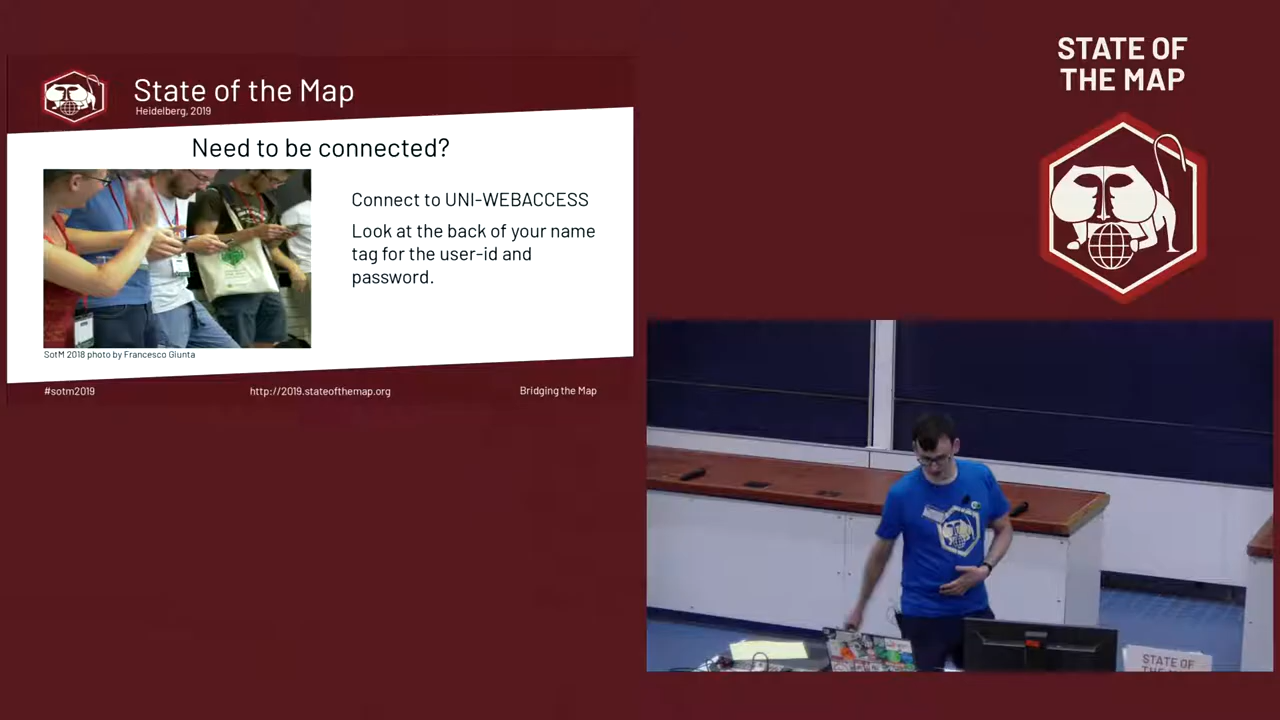 State of the Map
Heidelberg, 2019
Need to be connected?
Connect to UNI-WEBACCESS
Look at the back of your name
tag for the user-id and
password.
SotM 2018 photo by Francesco Giunta
#sotm2019
http://2019.stateofthemap.org
Bridging the Map
STATE OF
THE MAP
STATE OF
THE MAP